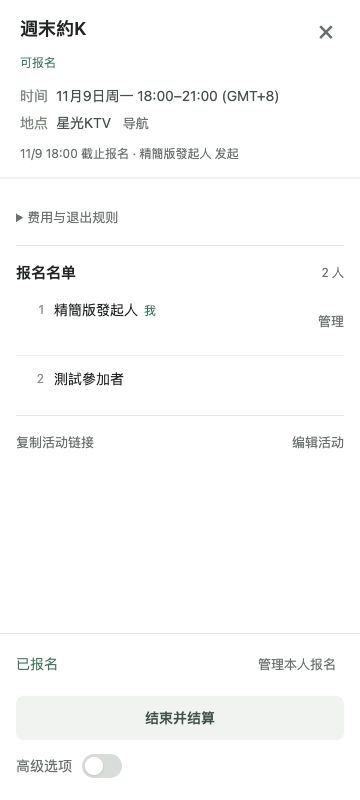 週末約K
可报名
时间 11月9日周一 18:00–21:00 (GMT+8)
地点 星光KTV 导航
11/9 18:00 截止报名 · 精簡版發起人 发起
费用与退出规则
报名名单 2 人
1 精簡版發起人 我
管理
2 測試參加者
复制活动链接 编辑活动
已报名 管理本人报名
结束并结算
高级选项